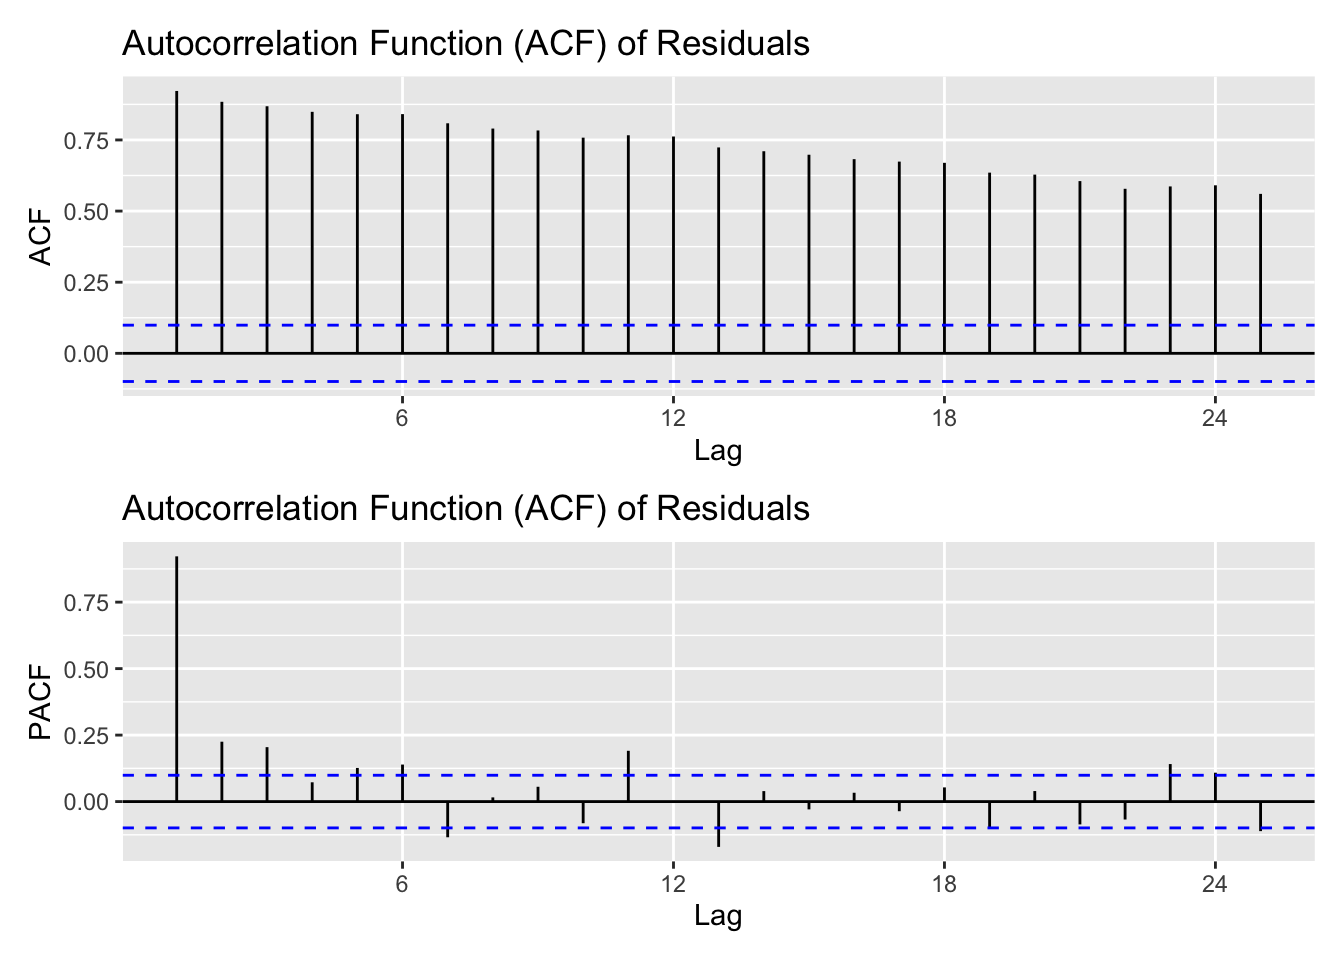 Autocorrelation Function (ACF) of Residuals
ACF
0.75
0.50
0.25
0.00
6 12 18 24
Lag
Autocorrelation Function (ACF) of Residuals
PACF
0.75
0.50
0.25
0.00
6 12 18 24
Lag